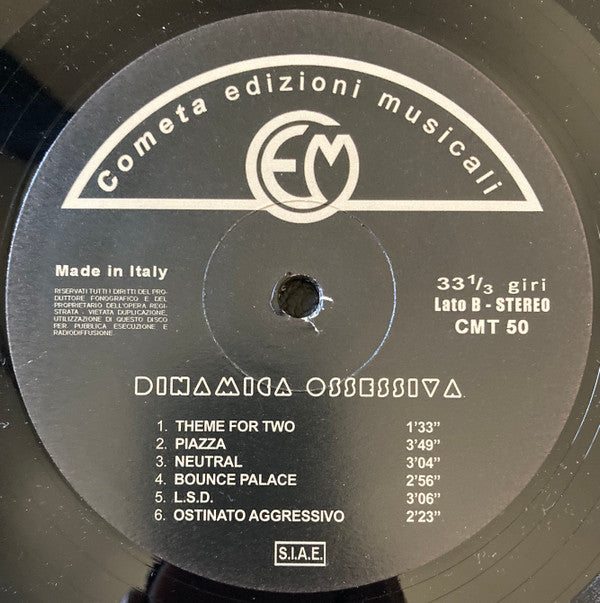 Cometa edizioni musicali
CEM
Made in Italy
RISERVATI TUTTI I DIRITTI DEL PRO-
DUTTORE FONOGRAFICO E DEL
PROPRIETARIO DELL'OPERA REGI-
STRATA . VIETATA DUPLICAZIONE,
UTILIZZAZIONE DI QUESTO DISCO
PER PUBBLICA ESECUZIONE E
RADIODIFFUSIONE.
33 1/3 giri
Lato B - STEREO
CMT 50
DINAMICA OSSESSIVA
1. THEME FOR TWO 1'33"
2. PIAZZA 3'49"
3. NEUTRAL 3'04"
4. BOUNCE PALACE 2'56"
5. L.S.D. 3'06"
6. OSTINATO AGGRESSIVO 2'23"
S.I.A.E.